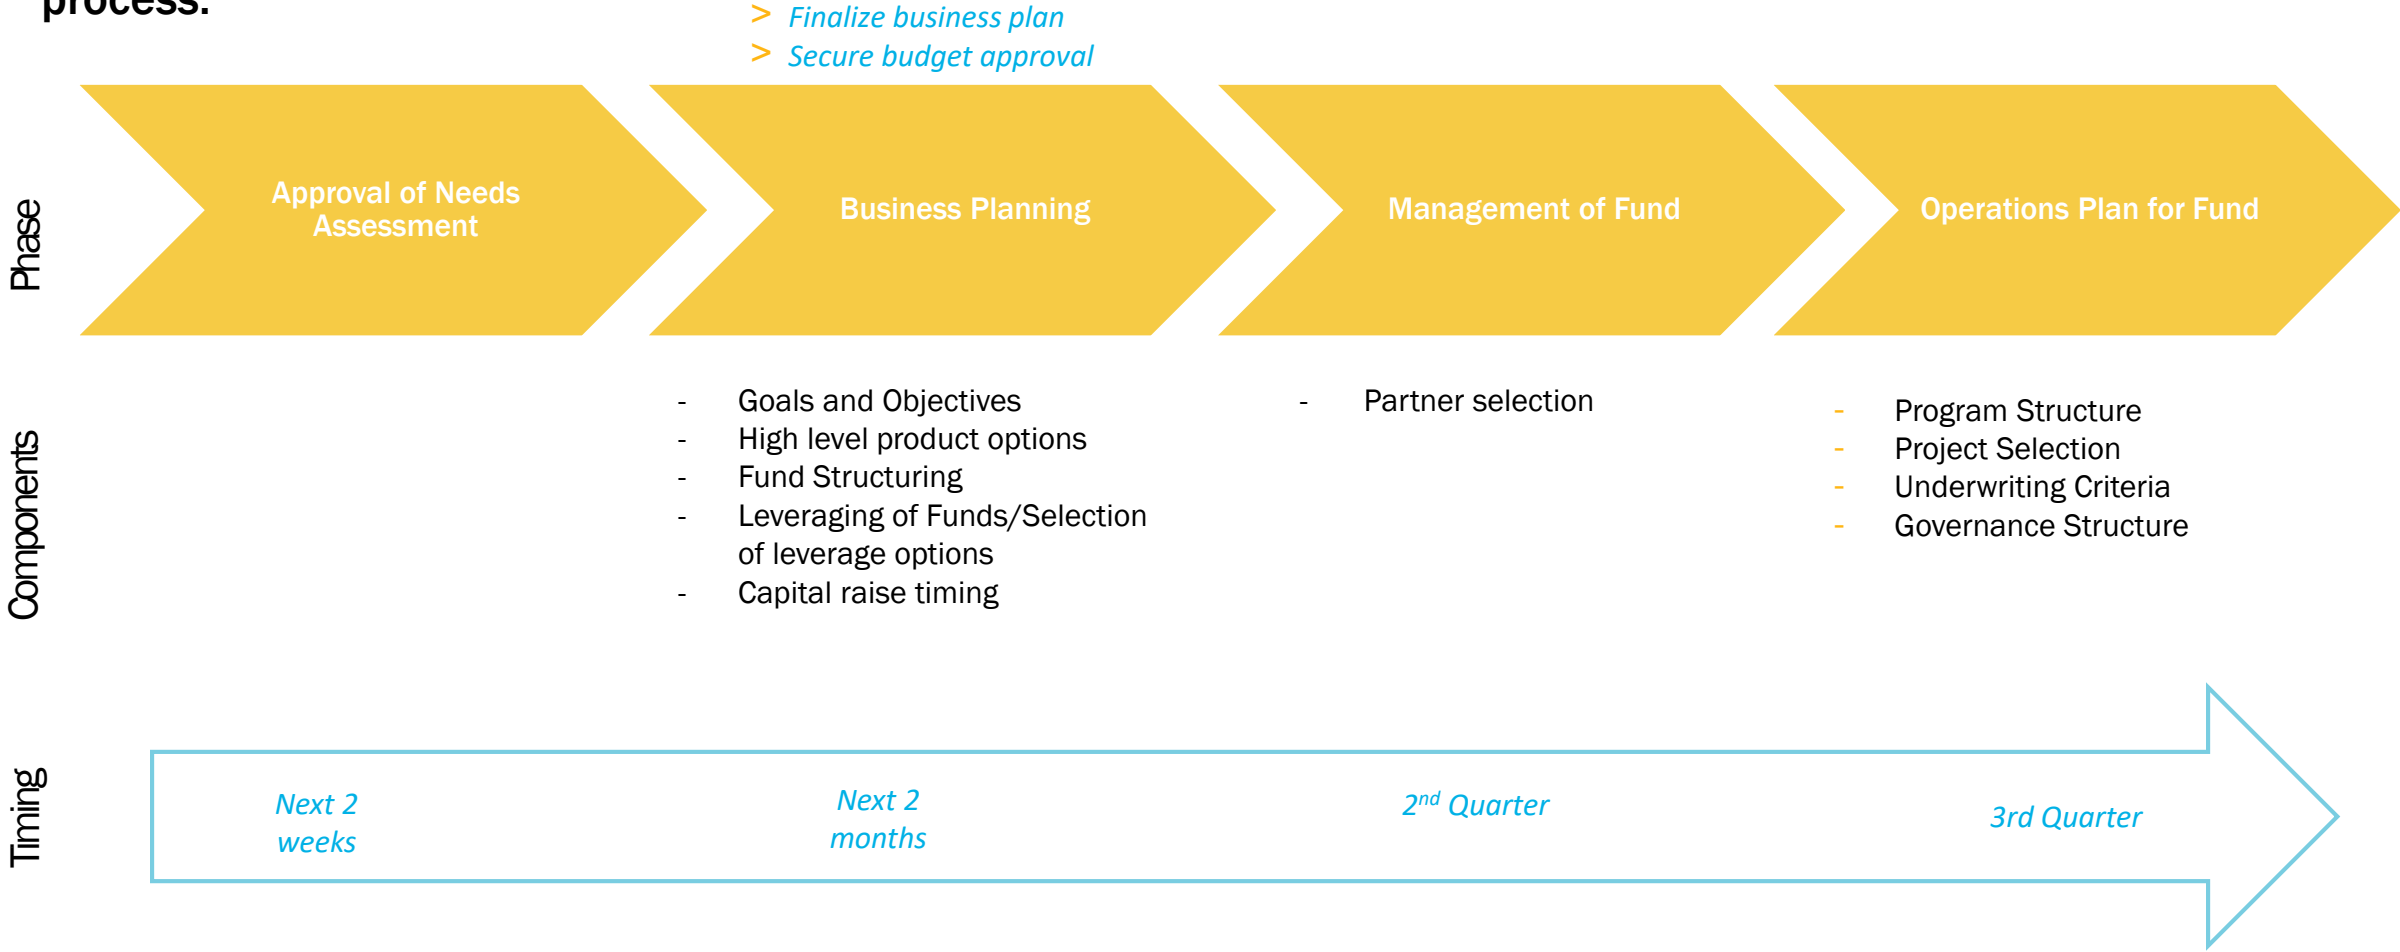 process.
> Finalize business plan
> Secure budget approval
Phase
Approval of Needs
Assessment
Business Planning
Management of Fund
Operations Plan for Fund
Components
- Goals and Objectives
- High level product options
- Fund Structuring
- Leveraging of Funds/Selection
of leverage options
- Capital raise timing
- Partner selection
- Program Structure
- Project Selection
- Underwriting Criteria
- Governance Structure
Timing
Next 2
weeks
Next 2
months
2nd Quarter
3rd Quarter